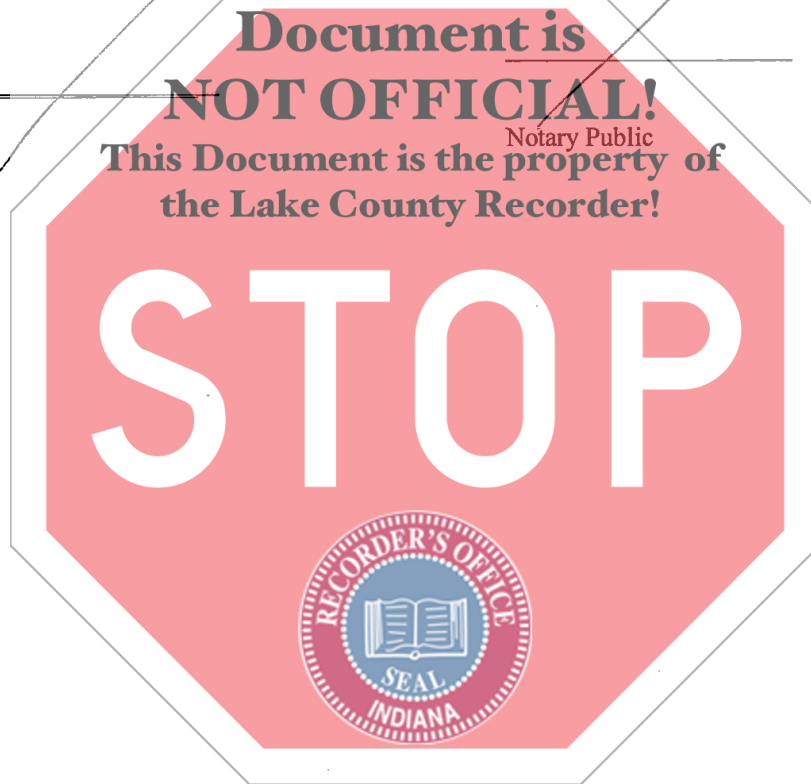 Document is
NOT OFFICIAL!
Notary Public
This Document is the property of
the Lake County Recorder!
STOP
RECORDER'S OFFICE
SEAL
INDIANA